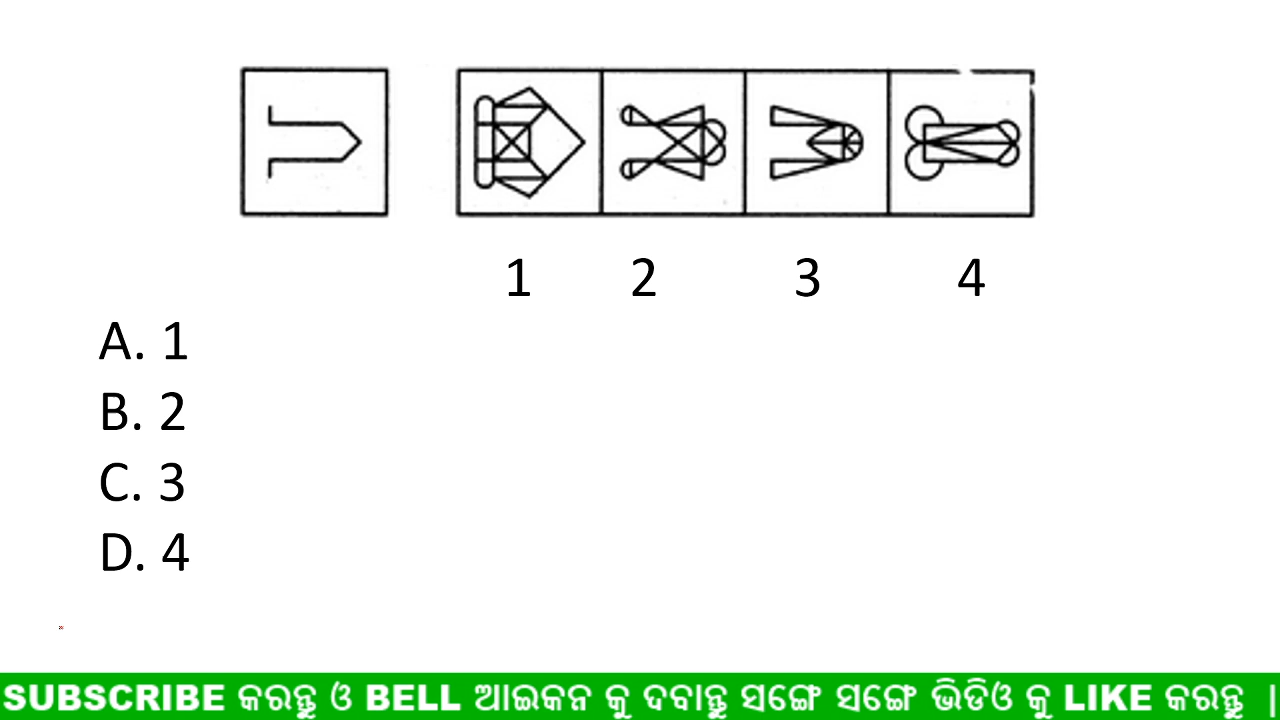 1 2 3 4
A. 1
B. 2
C. 3
D. 4
SUBSCRIBE କରନ୍ତୁ ଓ BELL ଆଇକନ କୁ ଦବାନ୍ତୁ ସଙ୍ଗେ ସଙ୍ଗେ ଭିଡିଓ କୁ LIKE କରନ୍ତୁ |